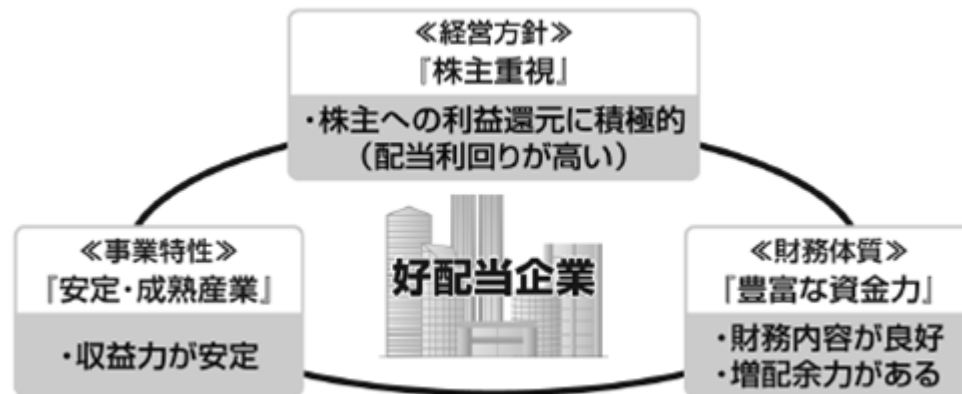 ≪経営方針≫
『株主重視』
・株主への利益還元に積極的
（配当利回りが高い）
≪事業特性≫
『安定・成熟産業』
・収益力が安定
好配当企業
≪財務体質≫
『豊富な資金力』
・財務内容が良好
・増配余力がある